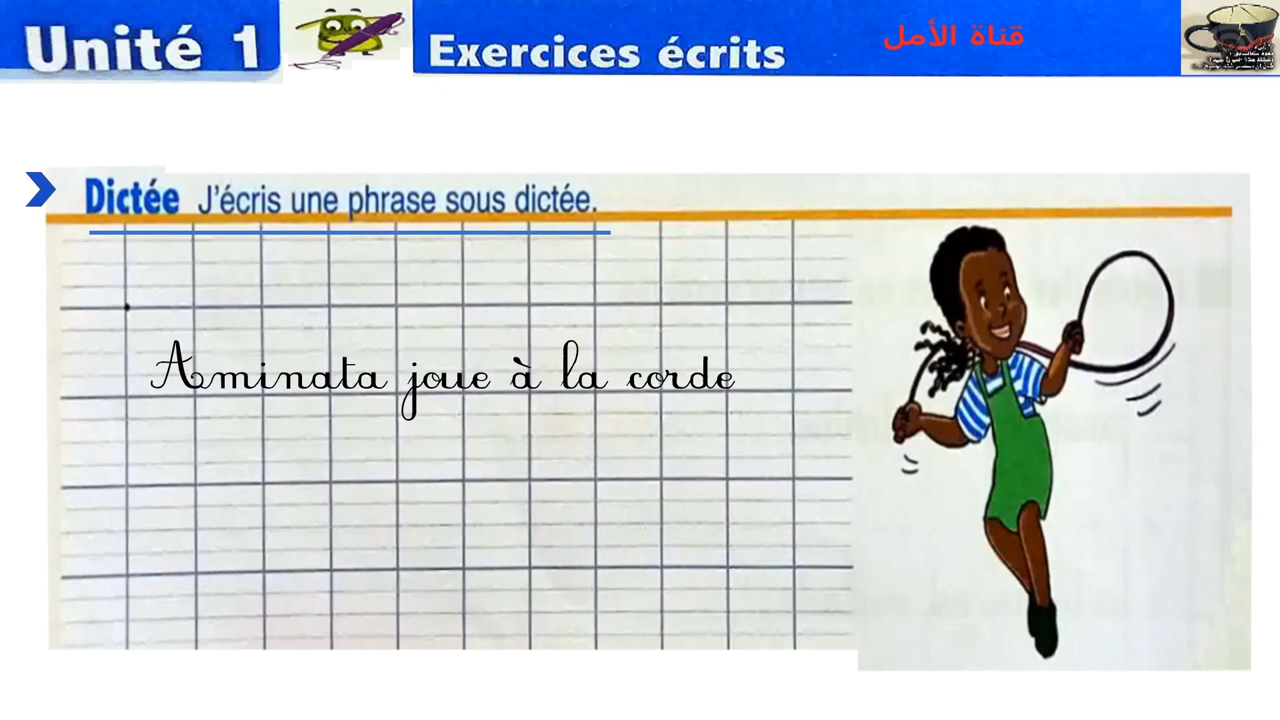 Unité 1
Exercices écrits
قناة الأمل
Dictée J'écris une phrase sous dictée.
Aminata joue à la corde